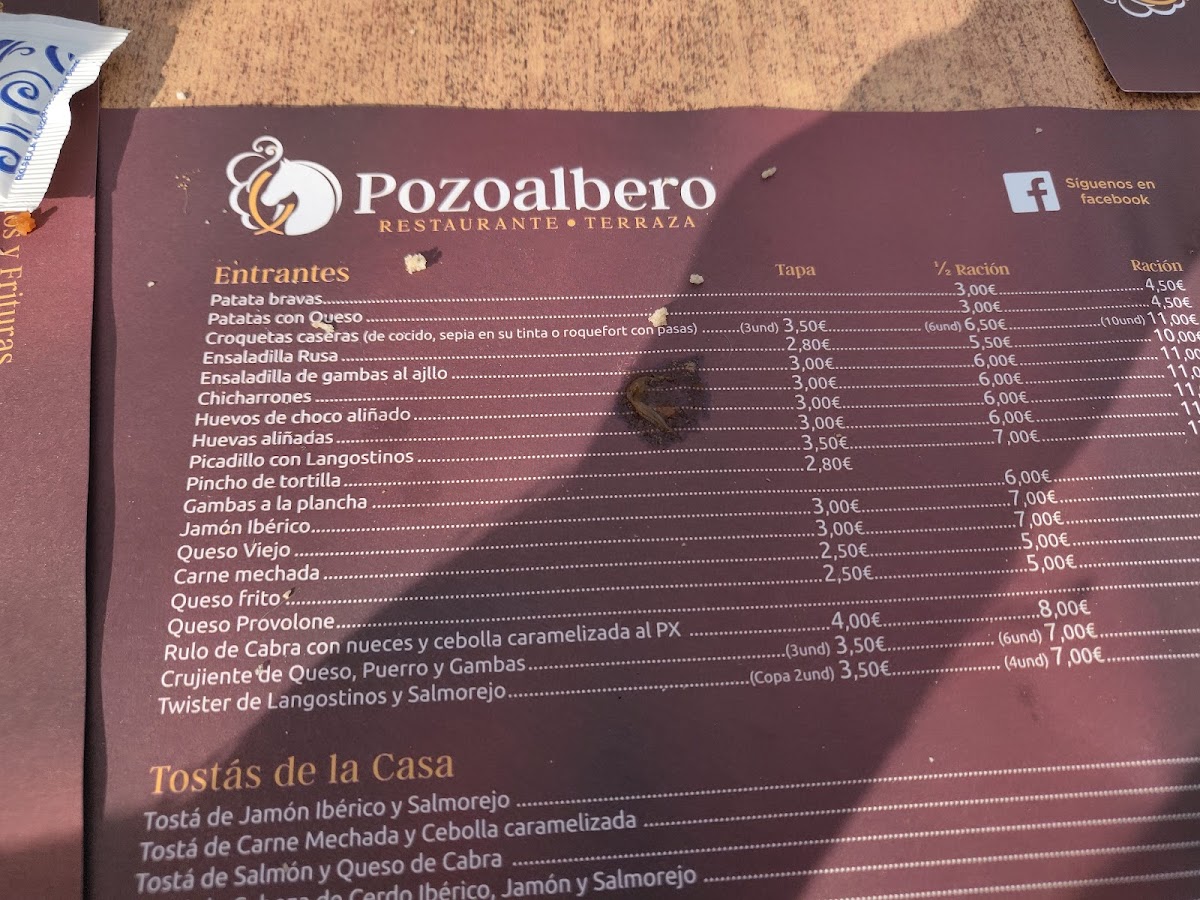 Pozoalbero
RESTAURANTE • TERRAZA
Síguenos en
facebook
os y Frituras
Entrantes Tapa ½ Ración Ración
Patata bravas 3,00€ 4,50€
Patatas con Queso 3,00€ 4,50€
Croquetas caseras (de cocido, sepia en su tinta o roquefort con pasas) (3und) 3,50€ (6und) 6,50€ (10und) 11,00€
Ensaladilla Rusa 2,80€ 5,50€ 10,00€
Ensaladilla de gambas al ajllo 3,00€ 6,00€
Chicharrones 3,00€ 6,00€
Huevos de choco aliñado 3,00€ 6,00€
Huevas aliñadas 3,00€ 6,00€
Picadillo con Langostinos 3,50€ 7,00€
Pincho de tortilla 2,80€
Gambas a la plancha 6,00€
Jamón Ibérico 3,00€ 7,00€
Queso Viejo 3,00€ 7,00€
Carne mechada 2,50€ 5,00€
Queso frito 2,50€ 5,00€
Queso Provolone
Rulo de Cabra con nueces y cebolla caramelizada al PX 4,00€ 8,00€
Crujiente de Queso, Puerro y Gambas (3und) 3,50€ (6und) 7,00€
Twister de Langostinos y Salmorejo (Copa 2und) 3,50€ (4und) 7,00€
Tostás de la Casa
Tostá de Jamón Ibérico y Salmorejo
Tostá de Carne Mechada y Cebolla caramelizada
Tostá de Salmón y Queso de Cabra
de Cabeza de Cerdo Ibérico, Jamón y Salmorejo